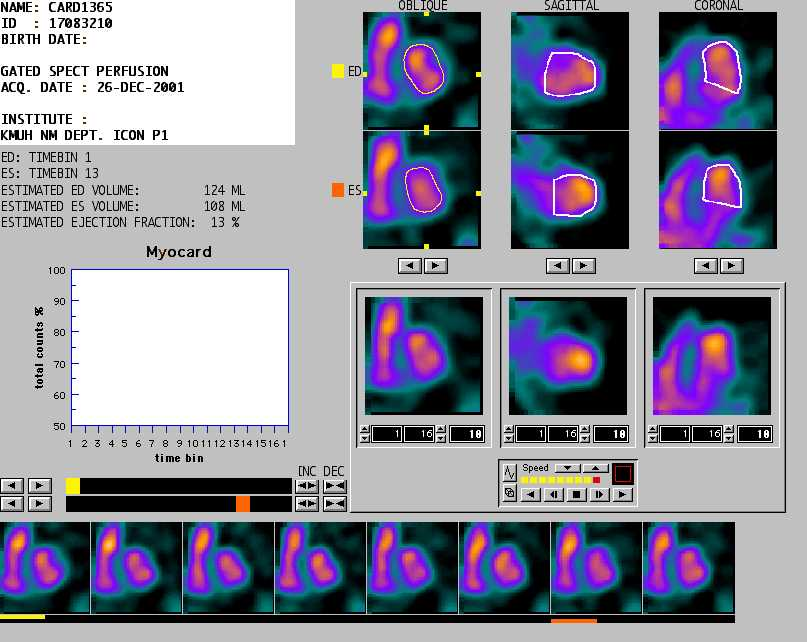 NAME: CARD1365
ID  : 17083210
BIRTH DATE:
GATED SPECT PERFUSION
ACQ. DATE : 26-DEC-2001
INSTITUTE :
KMUH NM DEPT. ICON P1
ED: TIMEBIN 1
ES: TIMEBIN 13
ESTIMATED ED VOLUME: 124 ML
ESTIMATED ES VOLUME: 108 ML
ESTIMATED EJECTION FRACTION: 13 %
OBLIQUE SAGITTAL CORONAL
ED
ES
Myocard
100
90
80
70
60
50
total counts %
1 2 3 4 5 6 7 8 9 10 11 12 13 14 15 16 1
time bin
INC DEC
1 16 10 1 16 10 1 16 10
Speed